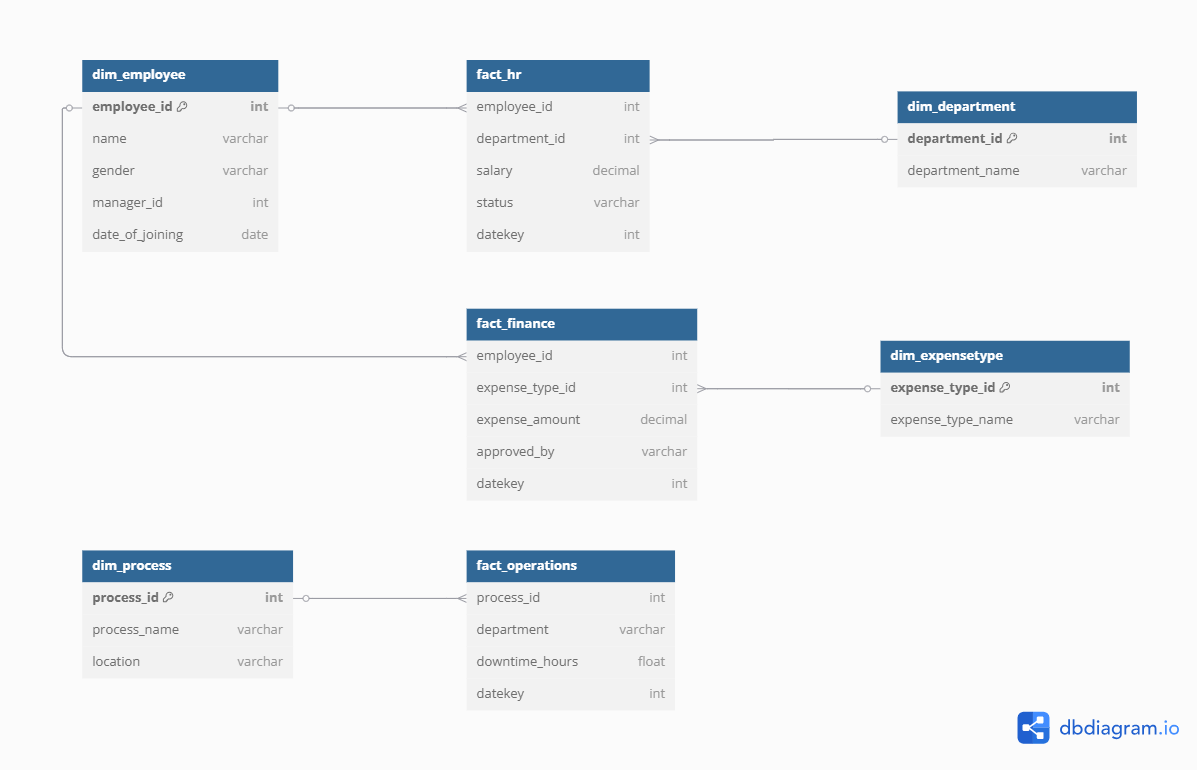 dim_employee
employee_id int
name varchar
gender varchar
manager_id int
date_of_joining date
fact_hr
employee_id int
department_id int
salary decimal
status varchar
datekey int
dim_department
department_id int
department_name varchar
fact_finance
employee_id int
expense_type_id int
expense_amount decimal
approved_by varchar
datekey int
dim_expensetype
expense_type_id int
expense_type_name varchar
dim_process
process_id int
process_name varchar
location varchar
fact_operations
process_id int
department varchar
downtime_hours float
datekey int
dbdiagram.io